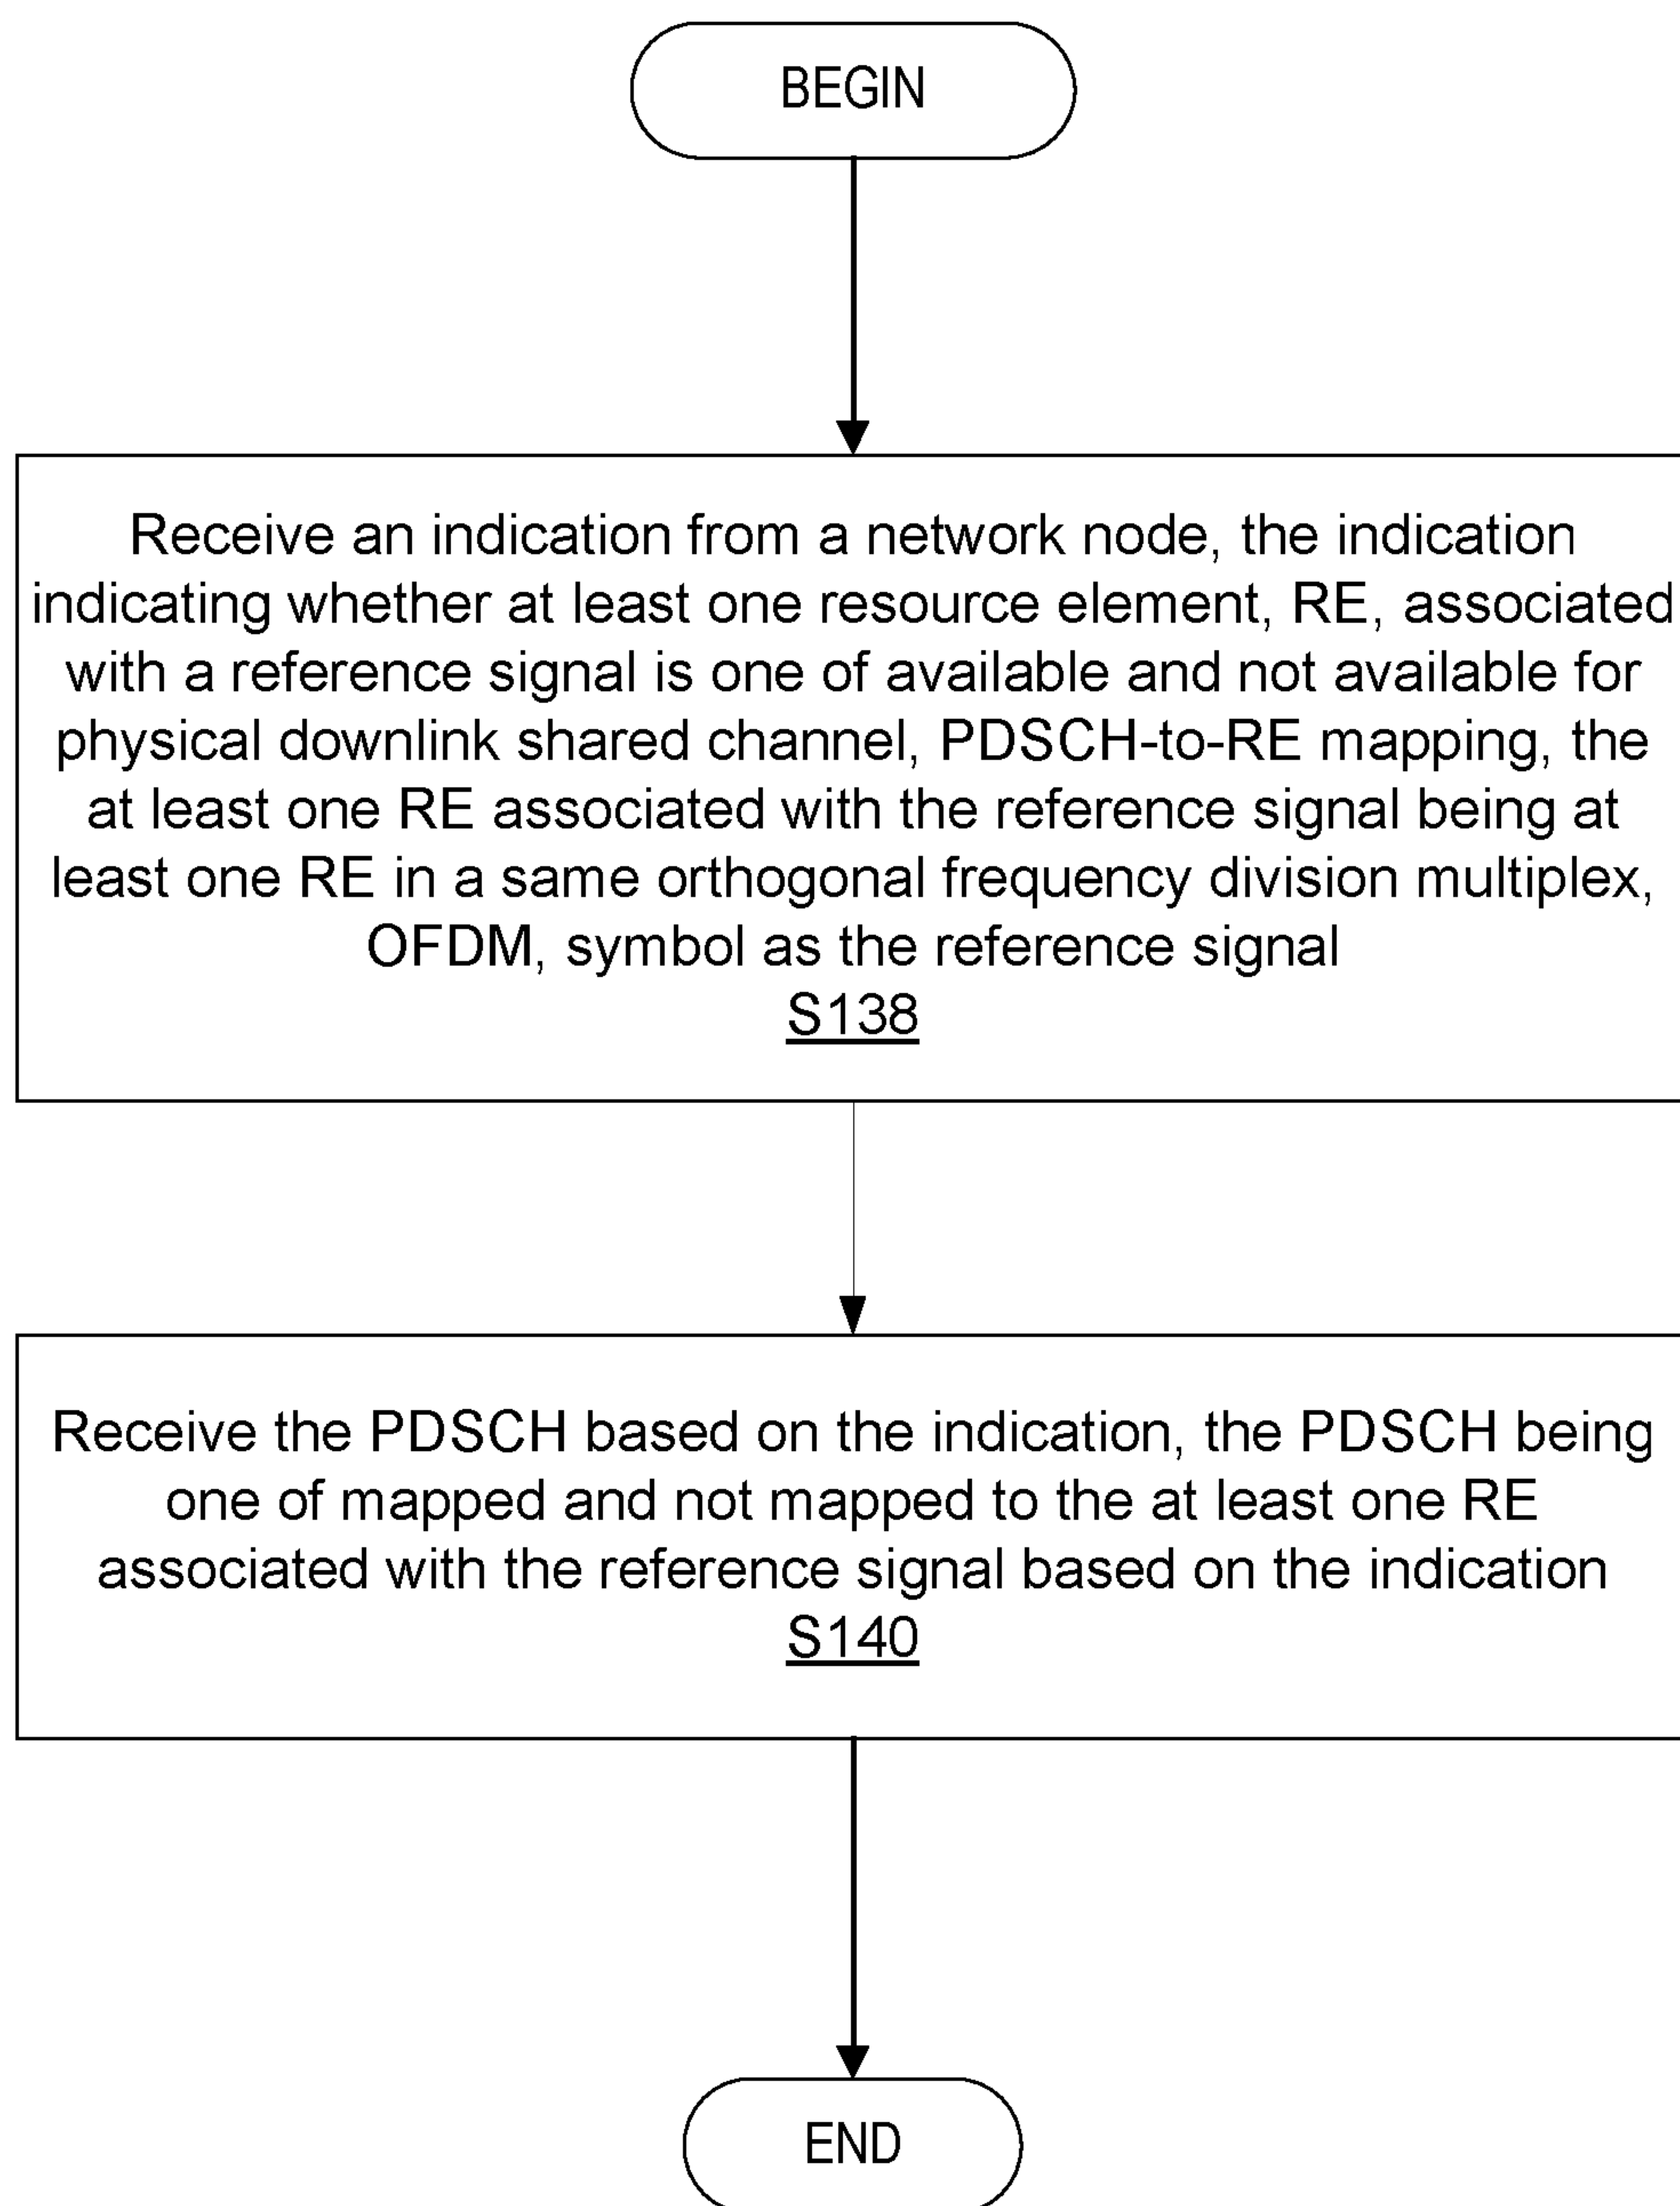 BEGIN
Receive an indication from a network node, the indication
indicating whether at least one resource element, RE, associated
with a reference signal is one of available and not available for
physical downlink shared channel, PDSCH-to-RE mapping, the
at least one RE associated with the reference signal being at
least one RE in a same orthogonal frequency division multiplex,
OFDM, symbol as the reference signal
S138
Receive the PDSCH based on the indication, the PDSCH being
one of mapped and not mapped to the at least one RE
associated with the reference signal based on the indication
S140
END